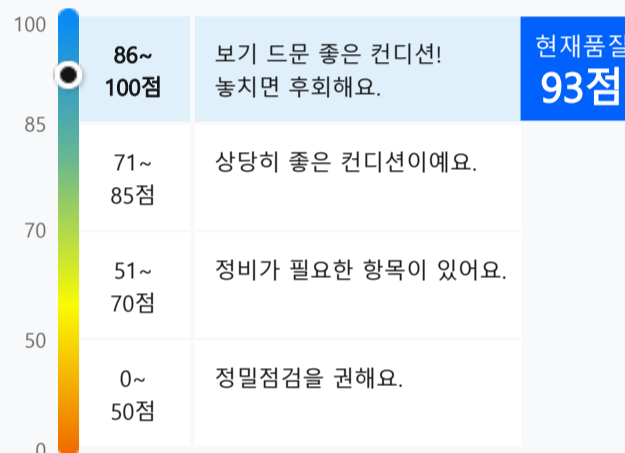 100
86~
100점
보기 드문 좋은 컨디션!
놓치면 후회해요.
현재품질
93점
85
71~
85점
상당히 좋은 컨디션이예요.
70
51~
70점
정비가 필요한 항목이 있어요.
50
0~
50점
정밀점검을 권해요.
0